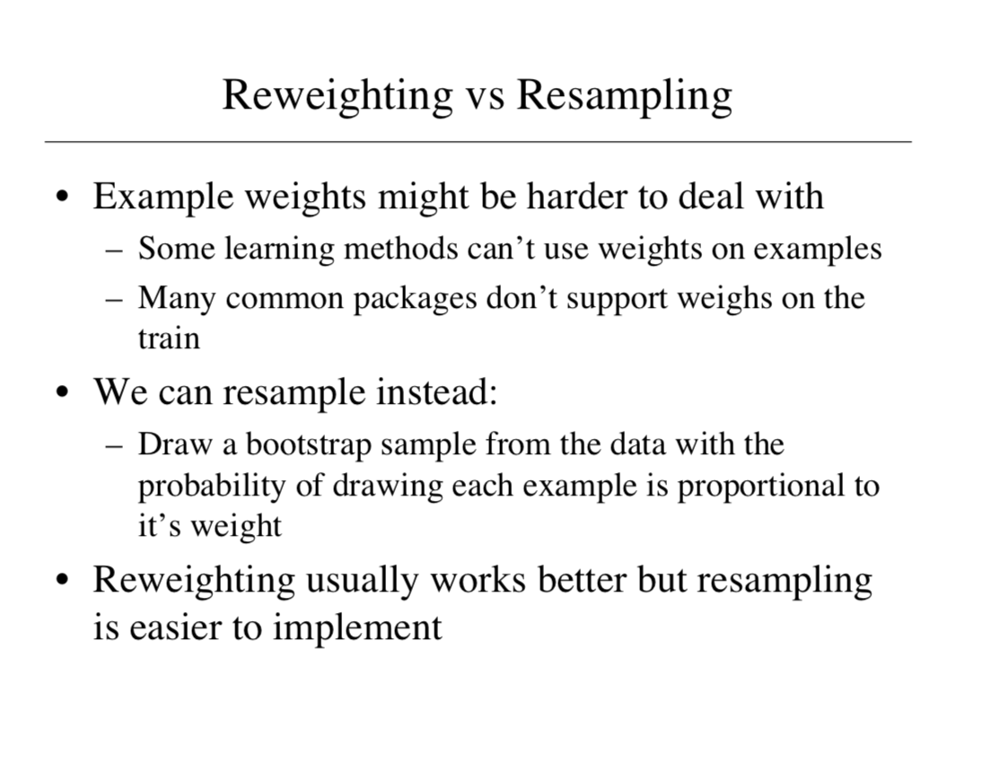 Reweighting vs Resampling
• Example weights might be harder to deal with
– Some learning methods can't use weights on examples
– Many common packages don't support weighs on the
train
• We can resample instead:
– Draw a bootstrap sample from the data with the
probability of drawing each example is proportional to
it's weight
• Reweighting usually works better but resampling
is easier to implement